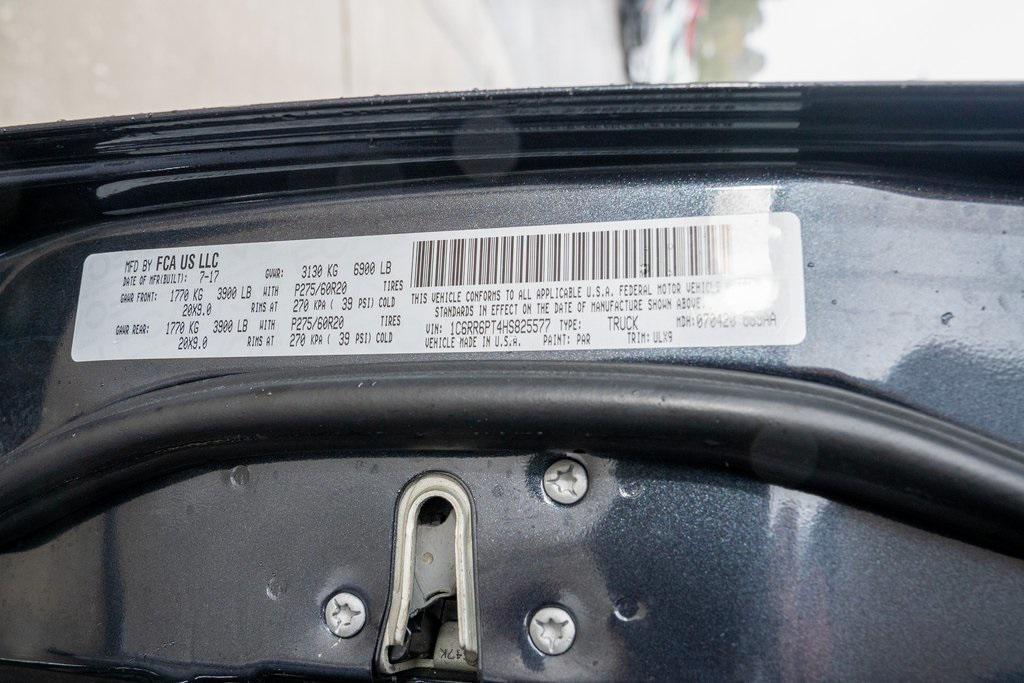 MFD BY FCA US LLC
DATE OF MFR(BUILT) 7-17 GVWR: 3130 KG 6900 LB
GAWR FRONT: 1770 KG 3900 LB WITH P275/60R20 TIRES
20X9.0 RIMS AT 270 KPA ( 39 PSI) COLD
GAWR REAR: 1770 KG 3900 LB WITH P275/60R20 TIRES
20X9.0 RIMS AT 270 KPA ( 39 PSI) COLD
THIS VEHICLE CONFORMS TO ALL APPLICABLE U.S.A. FEDERAL MOTOR VEHICLE
STANDARDS IN EFFECT ON THE DATE OF MANUFACTURE SHOWN ABOVE.
VIN: 1C6RR6PT4HS825577 TYPE: TRUCK MDH: 070420
VEHICLE MADE IN U.S.A. PAINT: PAR TRIM: ULX9